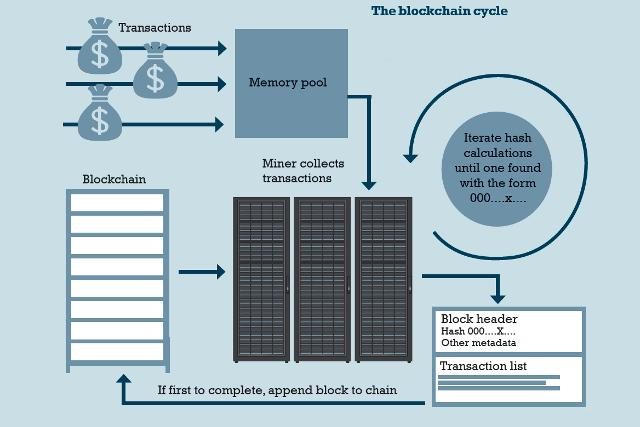 The blockchain cycle
Transactions
$
$
$
Memory pool
Miner collects
transactions
Iterate hash
calculations
until one found
with the form
000....x....
Blockchain
Block header
Hash 000....X....
Other metadata
Transaction list
If first to complete, append block to chain